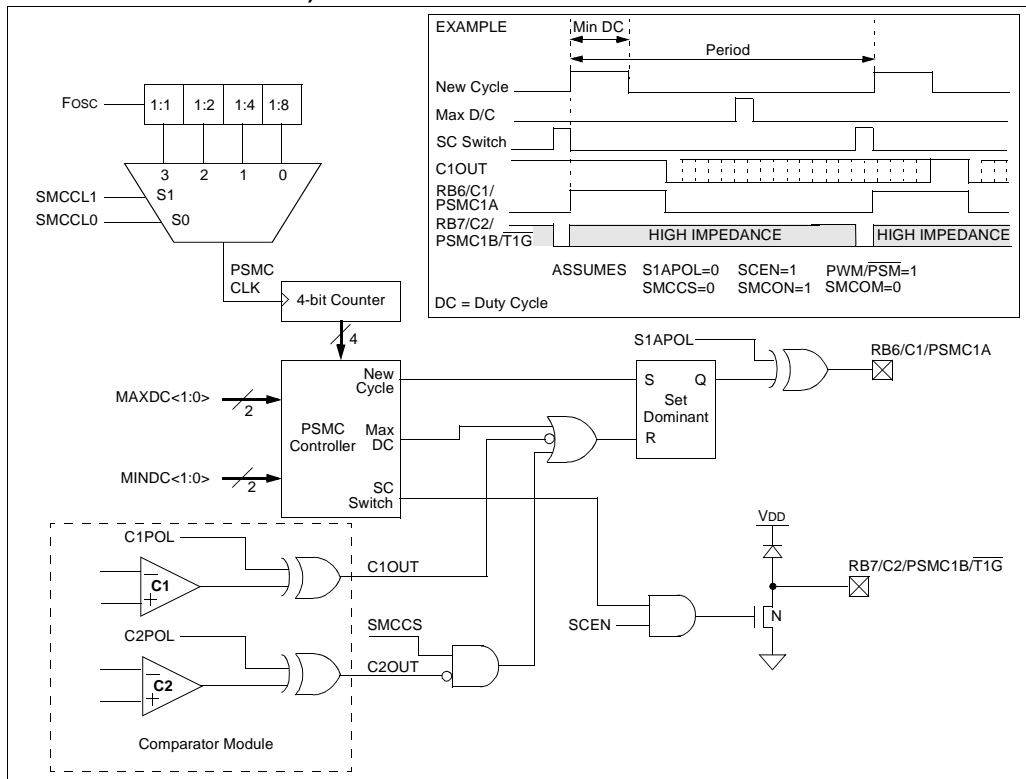 EXAMPLE
Min DC
Period
New Cycle
Max D/C
SC Switch
C1OUT
RB6/C1/
PSMC1A
RB7/C2/
PSMC1B/T1G
HIGH IMPEDANCE
HIGH IMPEDANCE
ASSUMES S1APOL=0 SCEN=1 PWM/PSM=1
SMCCS=0 SMCON=1 SMCOM=0
DC = Duty Cycle
FOSC
1:1 1:2 1:4 1:8
3 2 1 0
SMCCL1
S1
SMCCL0
S0
PSMC
CLK
4-bit Counter
4
S1APOL
RB6/C1/PSMC1A
MAXDC<1:0>
2
MINDC<1:0>
2
PSMC
Controller
New
Cycle
Max
DC
SC
Switch
S Q
Set
Dominant
R
C1POL
C1
C1OUT
C2POL
C2
C2OUT
Comparator Module
SMCCS
SCEN
VDD
N
RB7/C2/PSMC1B/T1G